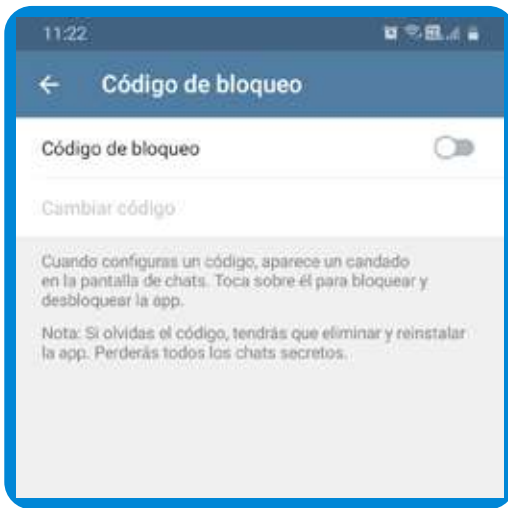 11:22
Código de bloqueo
Código de bloqueo
Cambiar código
Cuando configuras un código, aparece un candado
en la pantalla de chats. Toca sobre él para bloquear y
desbloquear la app.
Nota: Si olvidas el código, tendrás que eliminar y reinstalar
la app. Perderás todos los chats secretos.